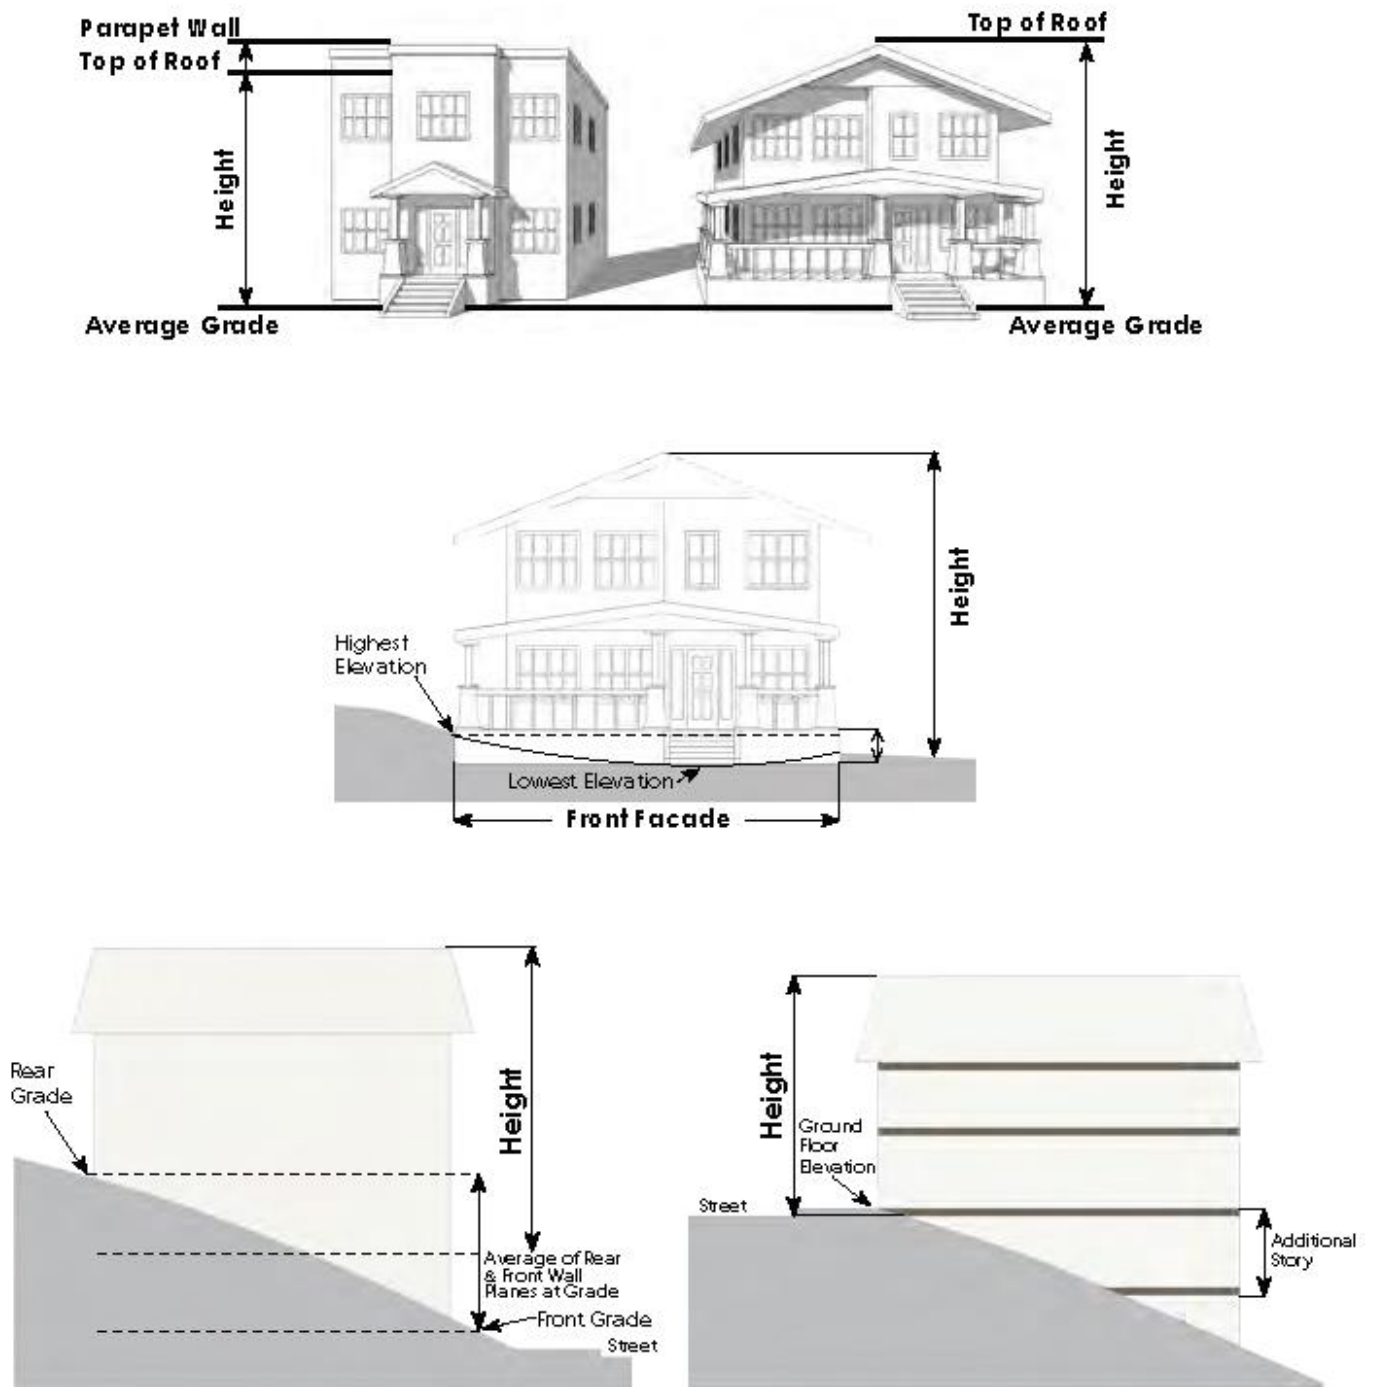 Parapet Wall
Top of Roof
Top of Roof
Height
Height
Average Grade
Average Grade
Height
Highest
Elevation
Lowest Elevation
Front Facade
Rear
Grade
Height
Average of Rear
& Front Wall
Planes at Grade
Front Grade
Street
Height
Ground
Floor
Elevation
Street
Additional
Story